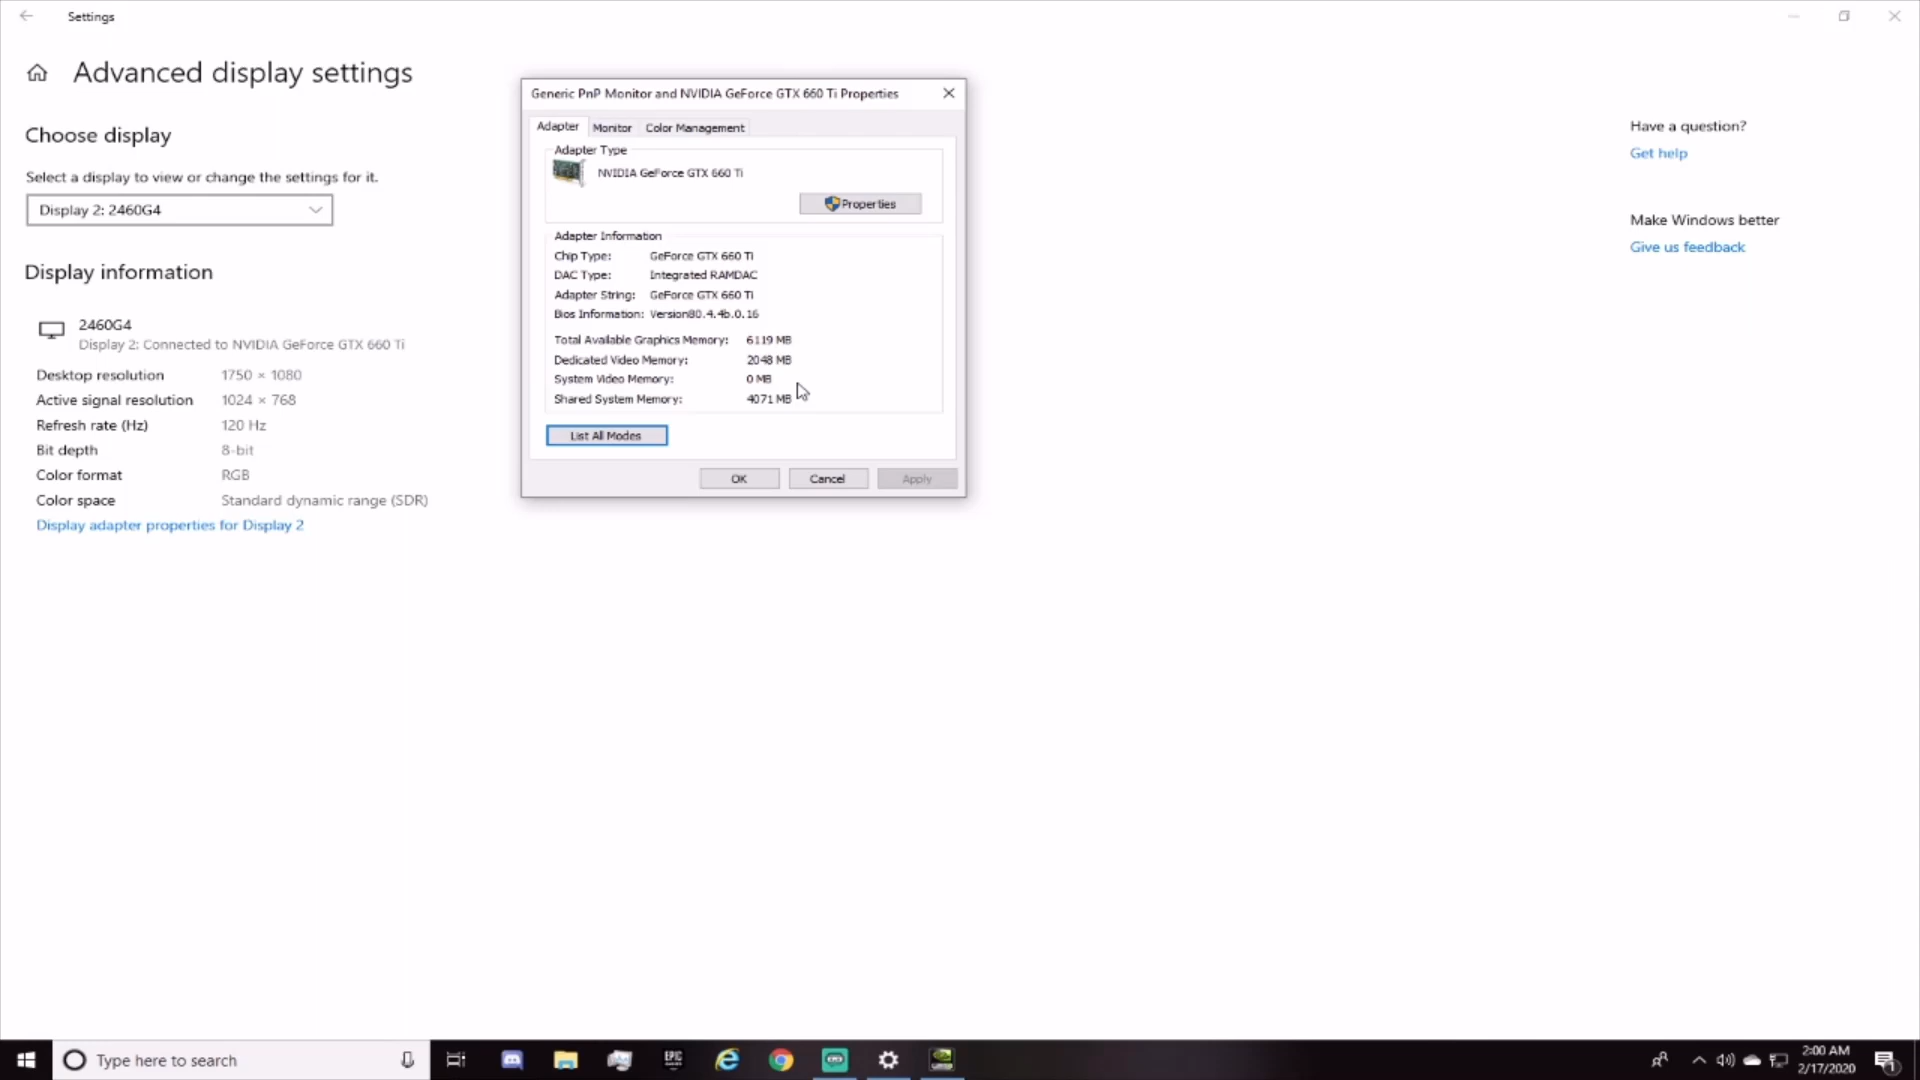 Settings
Advanced display settings
Choose display
Select a display to view or change the settings for it.
Display 2: 2460G4
Display information
2460G4
Display 2: Connected to NVIDIA GeForce GTX 660 Ti
Desktop resolution 1750 × 1080
Active signal resolution 1024 × 768
Refresh rate (Hz) 120 Hz
Bit depth 8-bit
Color format RGB
Color space Standard dynamic range (SDR)
Display adapter properties for Display 2
Generic PnP Monitor and NVIDIA GeForce GTX 660 Ti Properties
Adapter Monitor Color Management
Adapter Type
NVIDIA GeForce GTX 660 Ti
Properties
Adapter Information
Chip Type: GeForce GTX 660 Ti
DAC Type: Integrated RAMDAC
Adapter String: GeForce GTX 660 Ti
Bios Information: Version80.4.4b.0.16
Total Available Graphics Memory: 6119 MB
Dedicated Video Memory: 2048 MB
System Video Memory: 0 MB
Shared System Memory: 4071 MB
List All Modes
OK Cancel Apply
Have a question?
Get help
Make Windows better
Give us feedback
Type here to search
EPIC
2:00 AM
2/17/2020
1